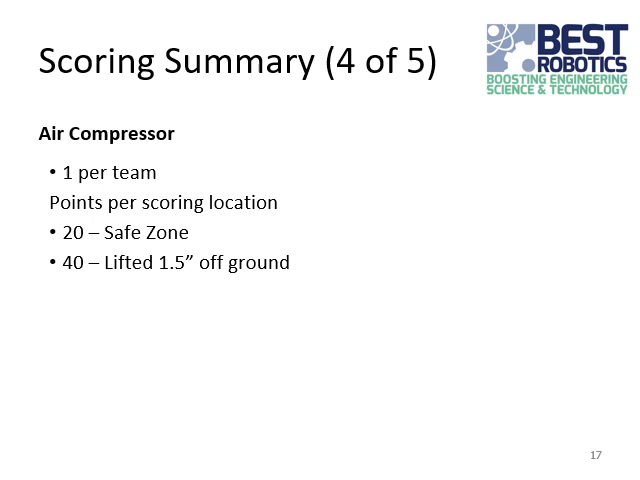 Scoring Summary (4 of 5)
BEST
ROBOTICS
BOOSTING ENGINEERING
SCIENCE & TECHNOLOGY
Air Compressor
• 1 per team
Points per scoring location
• 20 – Safe Zone
• 40 – Lifted 1.5” off ground
17